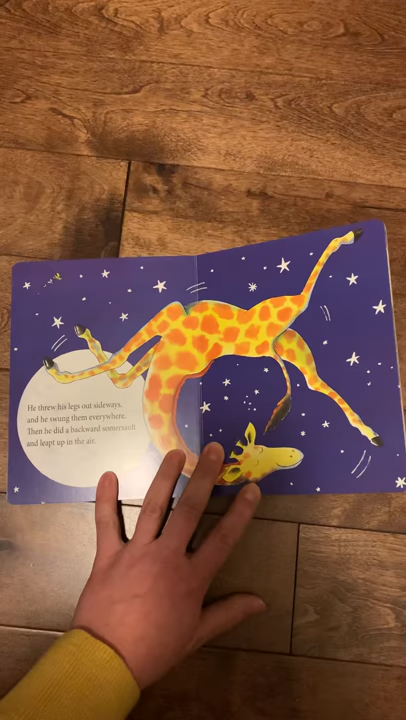 He threw his legs out sideways,
and he swung them everywhere.
Then he did a backward somersault
and leapt up in the air.